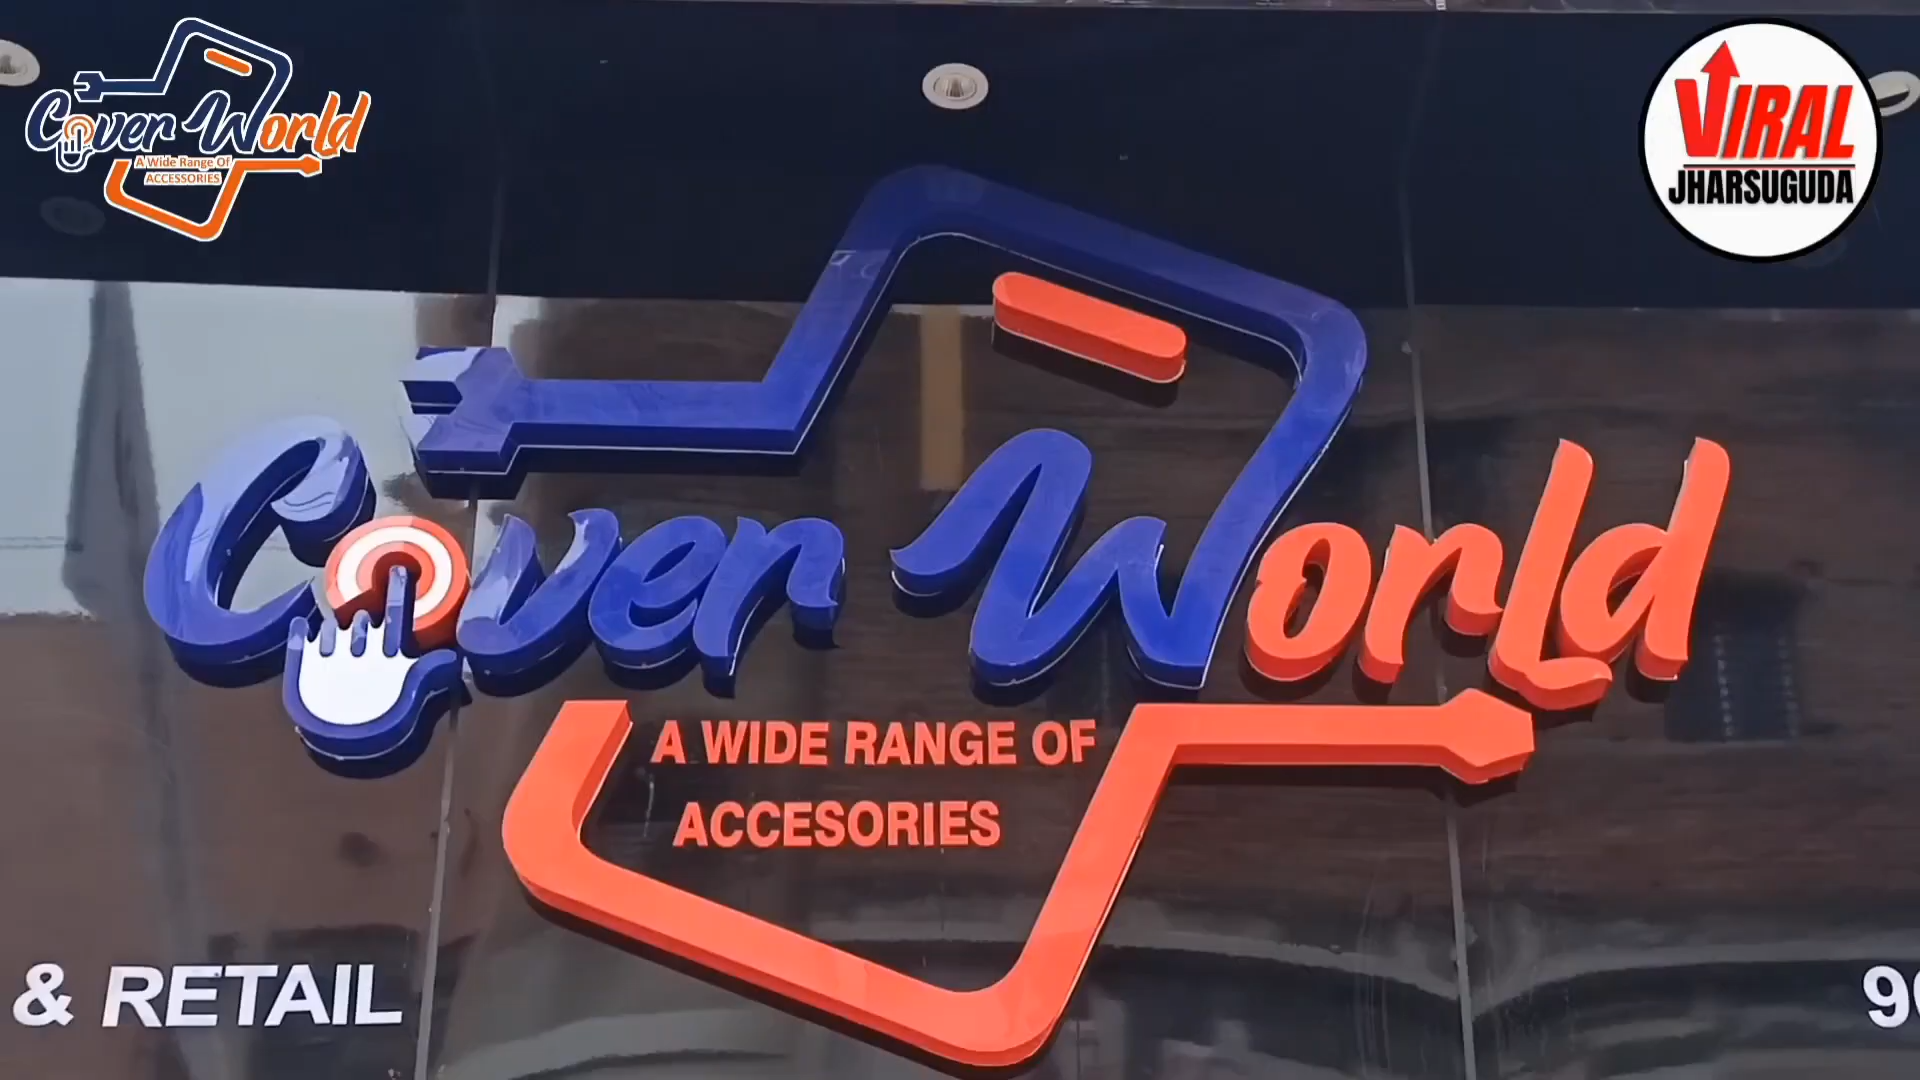 Cover World
A Wide Range Of
ACCESSORIES
VIRAL
JHARSUGUDA
Cover World
A WIDE RANGE OF
ACCESORIES
& RETAIL